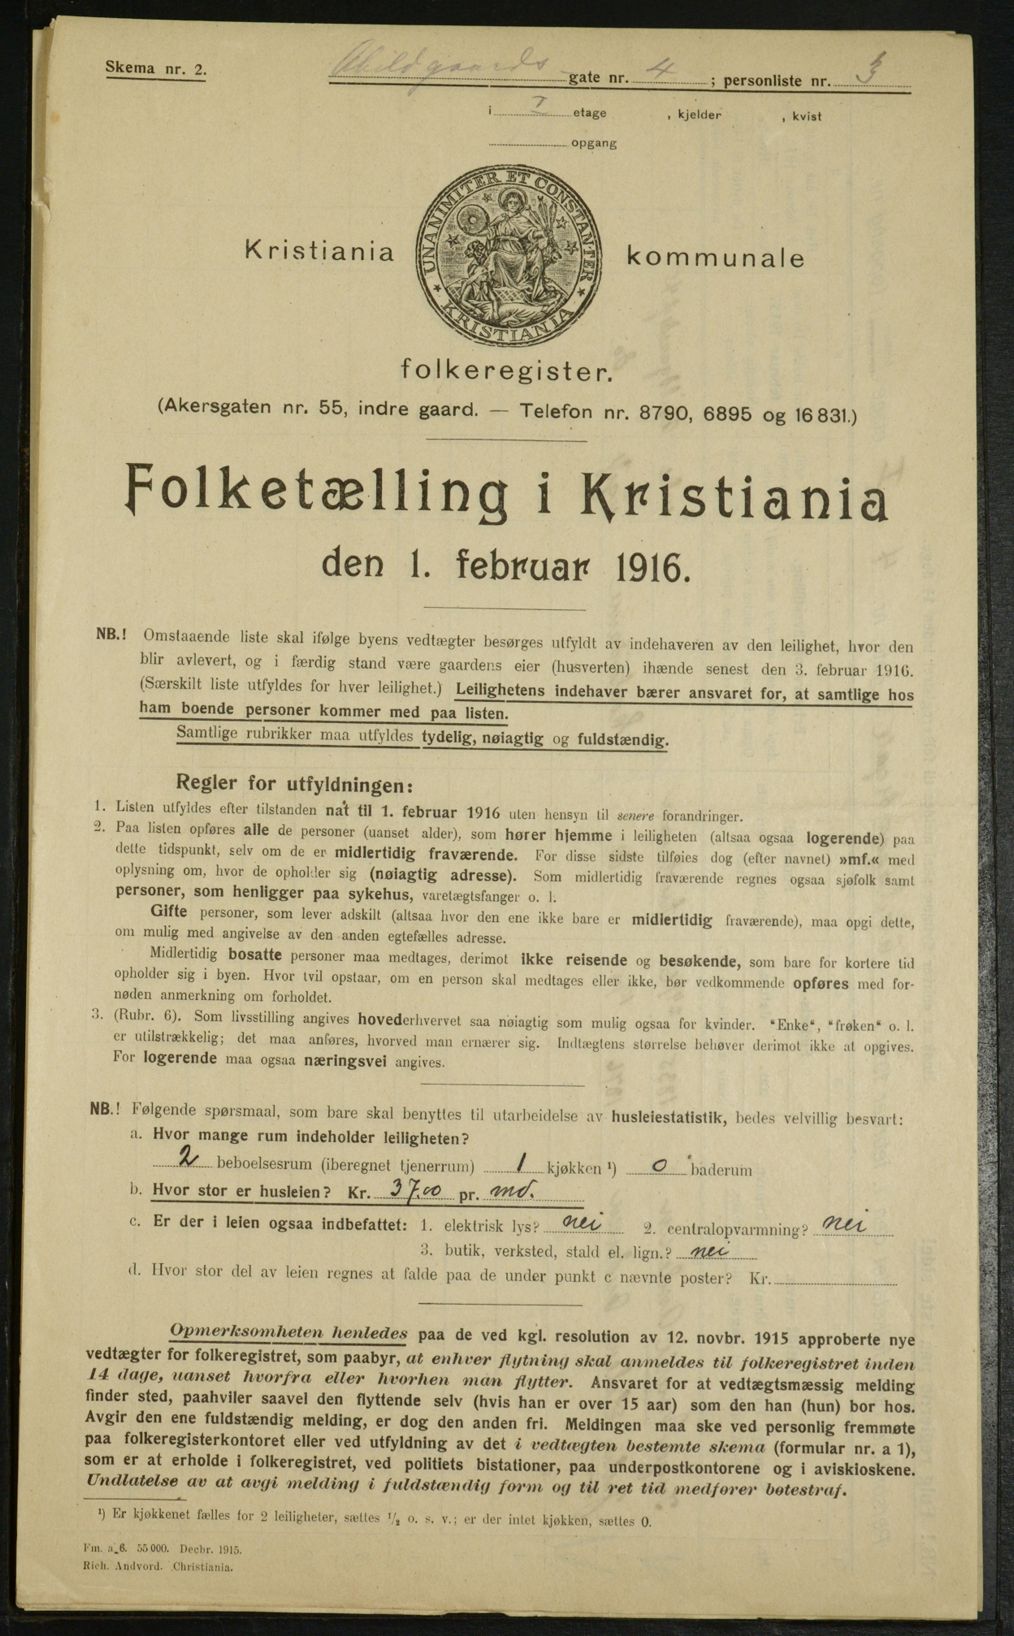 Skema nr. 2.
Abildgaards gate nr. 4 ; personliste nr. 3
i I etage , kjelder , kvist
opgang
UNANIMITER ET CONSTANTER
KRISTIANIA
Kristiania kommunale
folkeregister.
(Akersgaten nr. 55, indre gaard. — Telefon nr. 8790, 6895 og 16 831.)
Folketælling i Kristiania
den 1. februar 1916.
NB.! Omstaaende liste skal ifølge byens vedtægter besørges utfyldt av indehaveren av den leilighet, hvor den
blir avlevert, og i færdig stand være gaardens eier (husverten) ihænde senest den 3. februar 1916.
(Særskilt liste utfyldes for hver leilighet.) Leilighetens indehaver bærer ansvaret for, at samtlige hos
ham boende personer kommer med paa listen.
Samtlige rubrikker maa utfyldes tydelig, nøiagtig og fuldstændig.
Regler for utfyldningen:
1. Listen utfyldes efter tilstanden nat til 1. februar 1916 uten hensyn til senere forandringer.
2. Paa listen opføres alle de personer (uanset alder), som hører hjemme i leiligheten (altsaa ogsaa logerende) paa
dette tidspunkt, selv om de er midlertidig fraværende. For disse sidste tilføies dog (efter navnet) »mf.« med
oplysning om, hvor de opholder sig (nøiagtig adresse). Som midlertidig fraværende regnes ogsaa sjøfolk samt
personer, som henligger paa sykehus, varetægtsfanger o. l.
Gifte personer, som lever adskilt (altsaa hvor den ene ikke bare er midlertidig fraværende), maa opgi dette,
om mulig med angivelse av den anden egtefælles adresse.
Midlertidig bosatte personer maa medtages, derimot ikke reisende og besøkende, som bare for kortere tid
opholder sig i byen. Hvor tvil opstaar, om en person skal medtages eller ikke, bør vedkommende opføres med for-
nøden anmerkning om forholdet.
3. (Rubr. 6). Som livsstilling angives hovederhvervet saa nøiagtig som mulig ogsaa for kvinder. "Enke", "frøken" o. l.
er utilstrækkelig; det maa anføres, hvorved man ernærer sig. Indtægtens størrelse behøver derimot ikke at opgives.
For logerende maa ogsaa næringsvei angives.
NB.! Følgende spørsmaal, som bare skal benyttes til utarbeidelse av husleiestatistik, bedes velvillig besvart:
a. Hvor mange rum indeholder leiligheten?
2 beboelsesrum (iberegnet tjenerrum) 1 kjøkken ¹) 0 baderum
b. Hvor stor er husleien? Kr. 37.00 pr. md.
c. Er der i leien ogsaa indbefattet: 1. elektrisk lys? nei 2. centralopvarmning? nei
3. butik, verksted, stald el. lign.? nei
d. Hvor stor del av leien regnes at falde paa de under punkt c nævnte poster? Kr.
Opmerksomheten henledes paa de ved kgl. resolution av 12. novbr. 1915 approberte nye
vedtægter for folkeregistret, som paabyr, at enhver flytning skal anmeldes til folkeregistret inden
14 dage, uanset hvorfra eller hvorhen man flytter. Ansvaret for at vedtægtsmæssig melding
finder sted, paahviler saavel den flyttende selv (hvis han er over 15 aar) som den han (hun) bor hos.
Avgir den ene fuldstændig melding, er dog den anden fri. Meldingen maa ske ved personlig fremmøte
paa folkeregisterkontoret eller ved utfyldning av det i vedtægten bestemte skema (formular nr. a 1),
som er at erholde i folkeregistret, ved politiets bistationer, paa underpostkontorene og i aviskioskene.
Undlatelse av at avgi melding i fuldstændig form og til ret tid medfører bøtestraf.
¹) Er kjøkkenet fælles for 2 leiligheter, sættes ½ o. s. v.; er der intet kjøkken, sættes 0.
Fm. a. 6. 55 000. Decbr. 1915.
Rich. Andvord. Christiania.